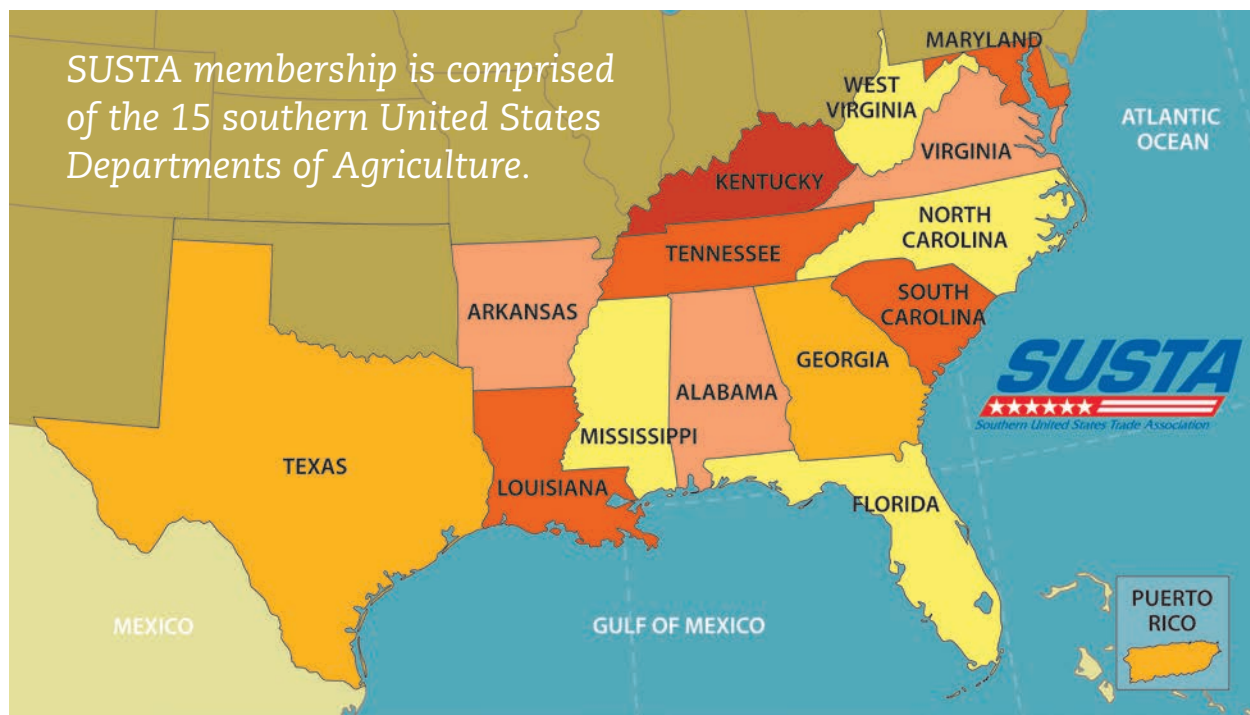 SUSTA membership is comprised
of the 15 southern United States
Departments of Agriculture.
MARYLAND
WEST
VIRGINIA
ATLANTIC
OCEAN
VIRGINIA
KENTUCKY
NORTH
CAROLINA
TENNESSEE
SOUTH
CAROLINA
ARKANSAS
GEORGIA
SUSTA
Southern United States Trade Association
ALABAMA
MISSISSIPPI
TEXAS
LOUISIANA
FLORIDA
PUERTO
RICO
MEXICO
GULF OF MEXICO